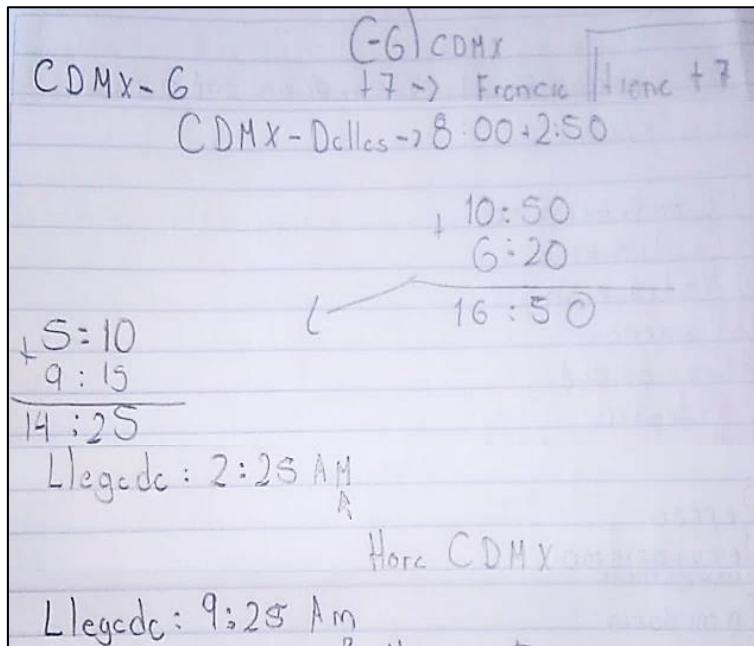 (-6) CDMX
CDMX-6
+7 -> Francia Hora +7
CDMX-Dallas-> 8:00+2:50
10:50
+ 6:20
16:50
+ 5:10
9:15
14:25
Llegada: 2:25 AM
Hora CDMX
Llegada: 9:25 Am